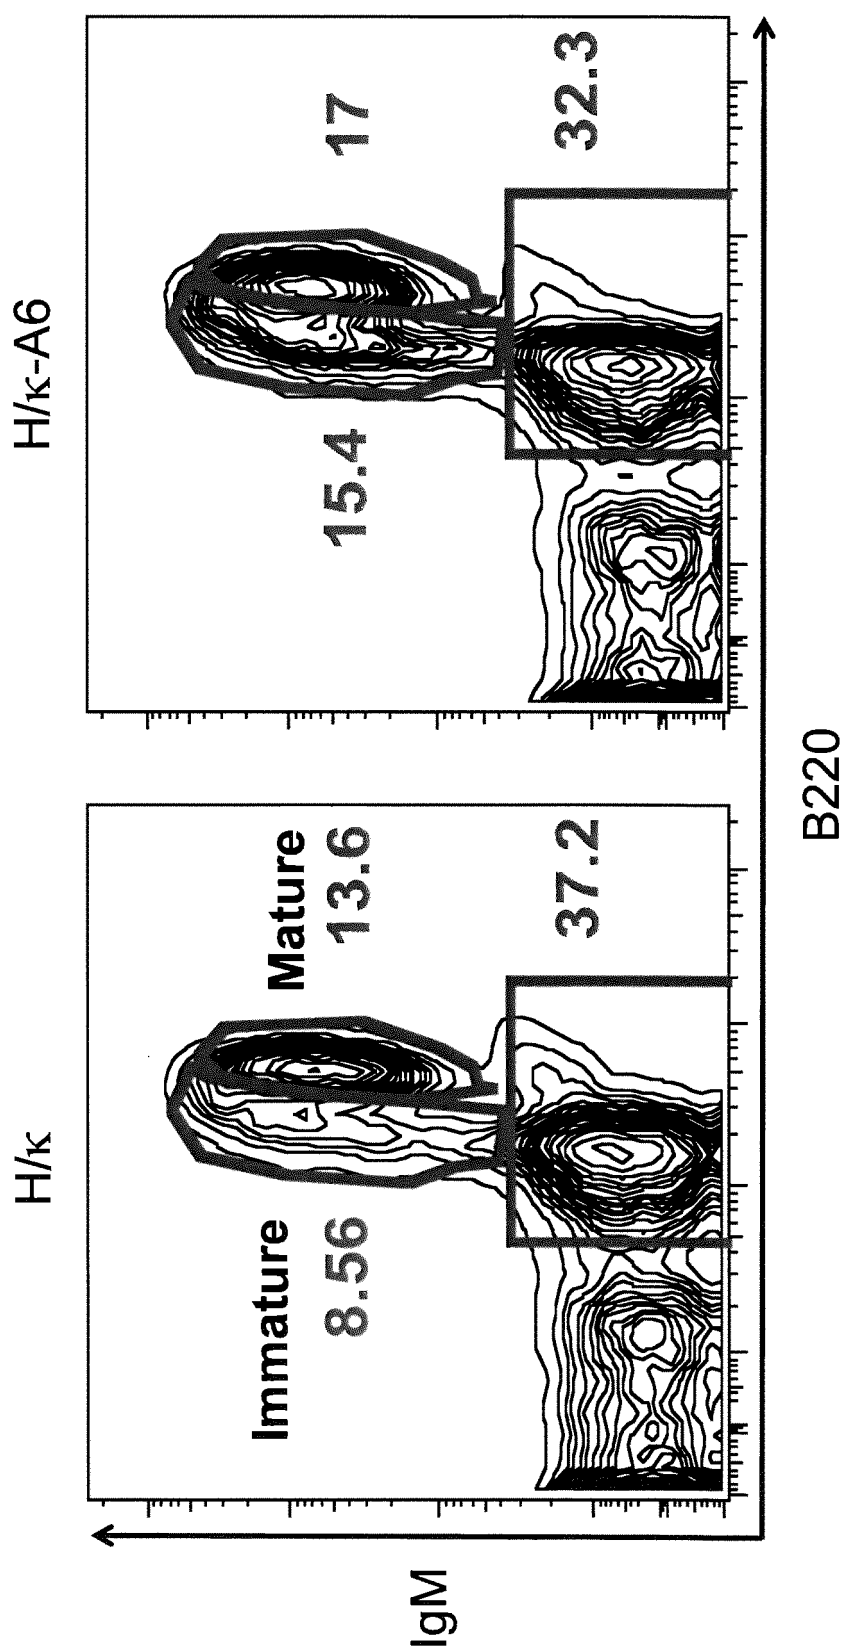 H/κ
H/κ-A6
Immature
8.56
Mature
13.6
37.2
15.4
17
32.3
IgM
B220